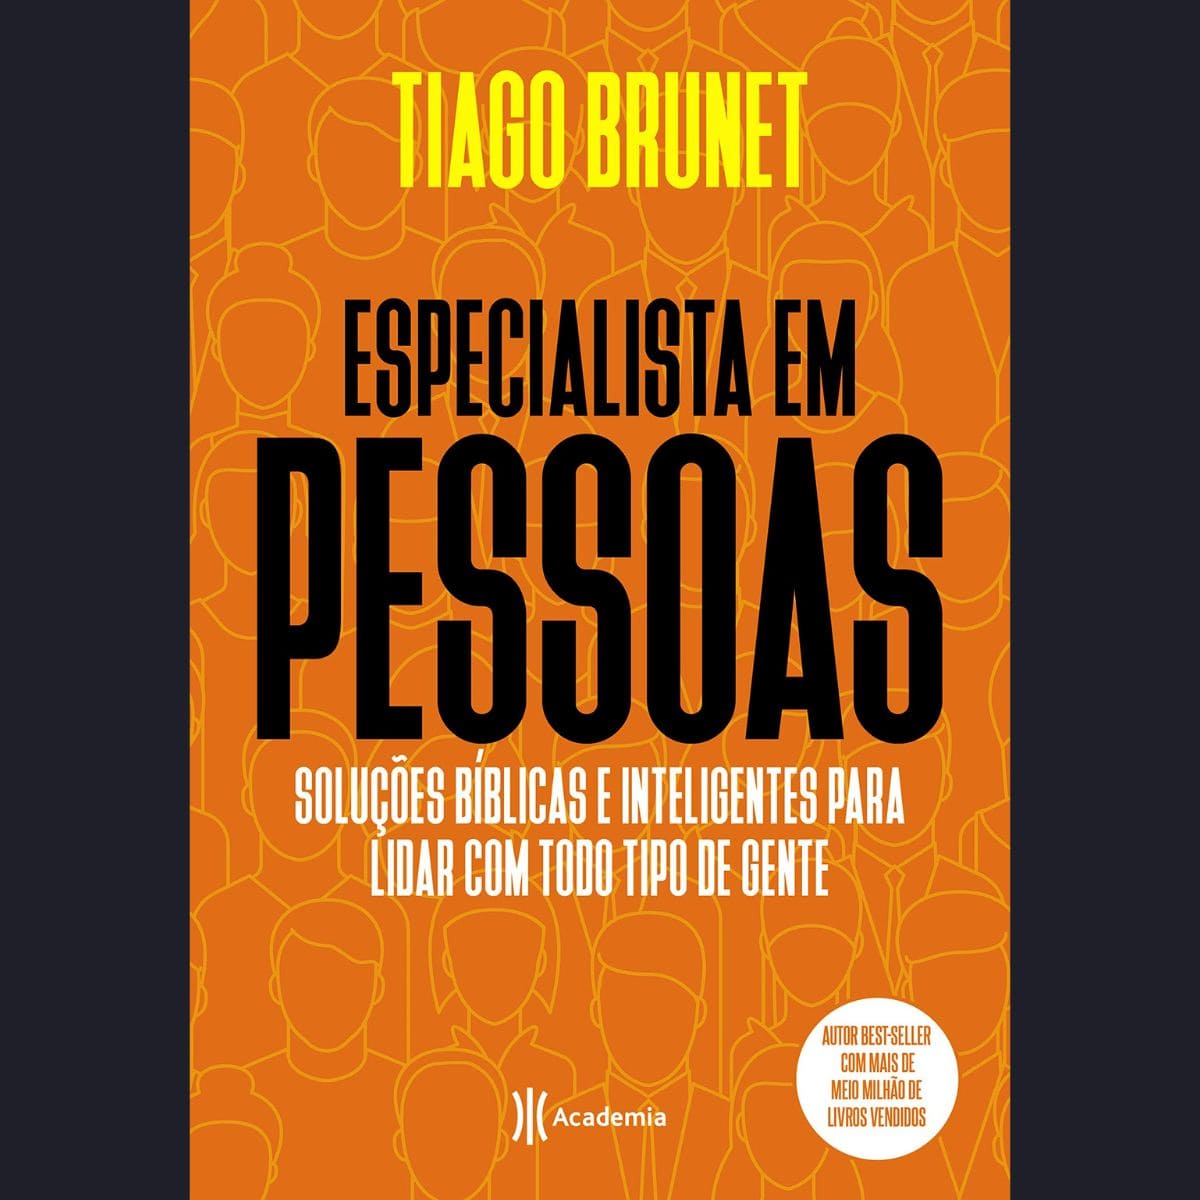 TIAGO BRUNET
ESPECIALISTA EM
PESSOAS
SOLUÇÕES BÍBLICAS E INTELIGENTES PARA
LIDAR COM TODO TIPO DE GENTE
AUTOR BEST-SELLER
COM MAIS DE
MEIO MILHÃO DE
LIVROS VENDIDOS
Academia